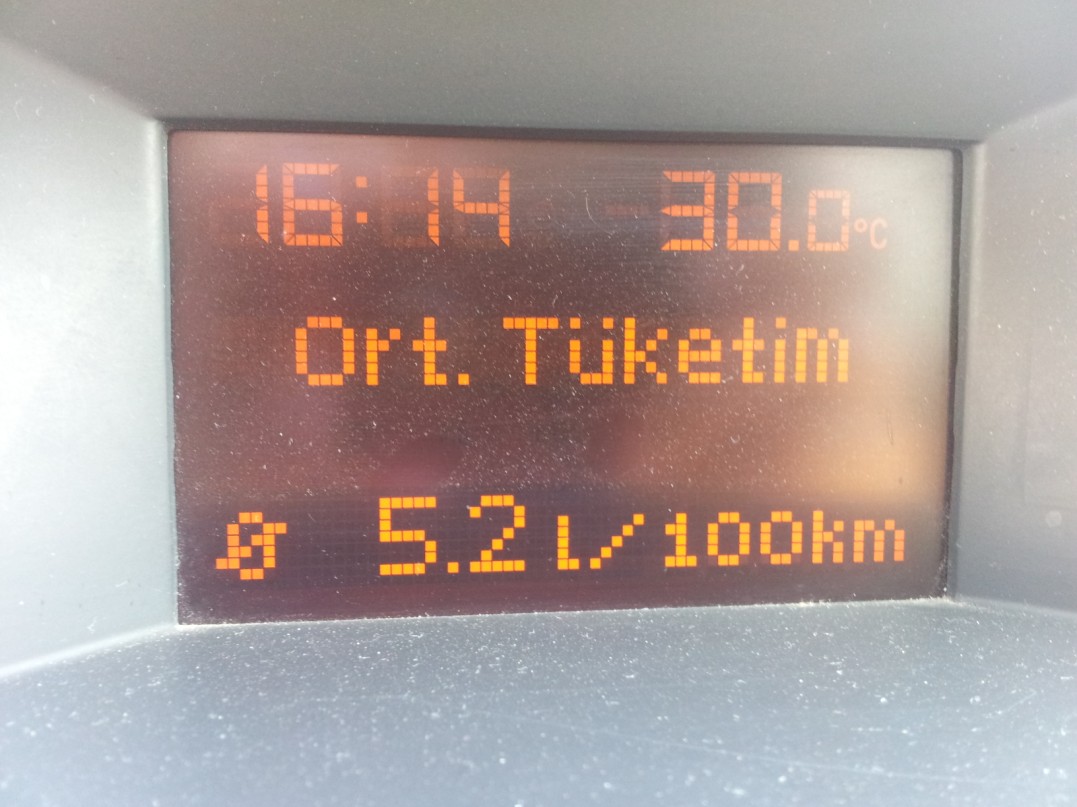 16:14 30.0°C
Ort. Tüketim
Ø 5.2 l/100km